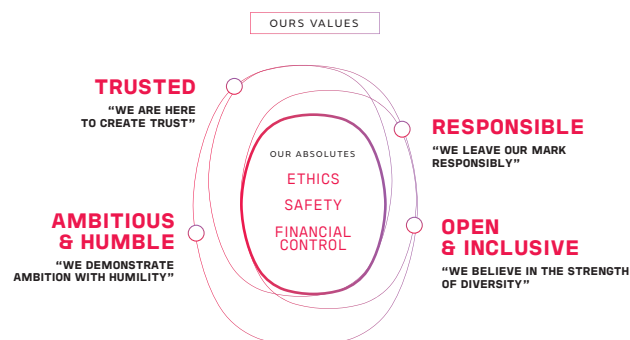 OURS VALUES
TRUSTED
“WE ARE HERE
TO CREATE TRUST”
RESPONSIBLE
“WE LEAVE OUR MARK
RESPONSIBLY”
OUR ABSOLUTES
ETHICS
SAFETY
FINANCIAL
CONTROL
AMBITIOUS
& HUMBLE
“WE DEMONSTRATE
AMBITION WITH HUMILITY”
OPEN
& INCLUSIVE
“WE BELIEVE IN THE STRENGTH
OF DIVERSITY”